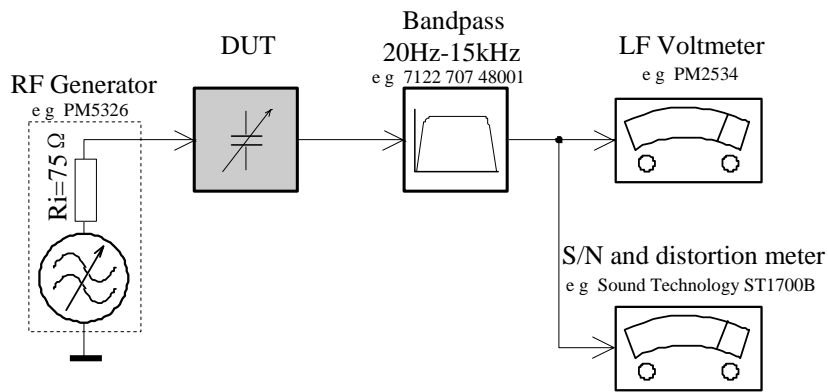 RF Generator
e g PM5326
Ri=75 Ω
DUT
Bandpass
20Hz-15kHz
e g 7122 707 48001
LF Voltmeter
e g PM2534
S/N and distortion meter
e g Sound Technology ST1700B